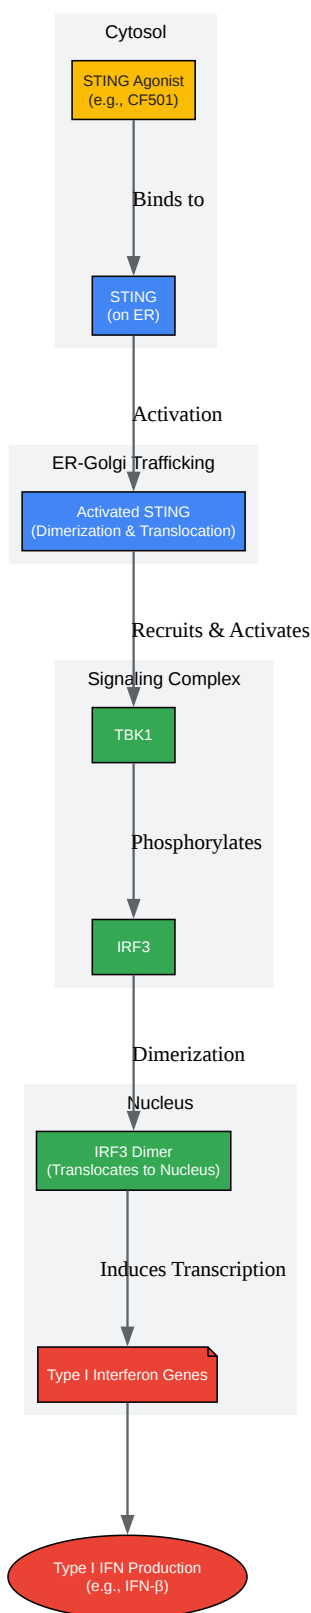 Cytosol
STING Agonist
(e.g., CF501)
Binds to
STING
(on ER)
Activation
ER-Golgi Trafficking
Activated STING
(Dimerization & Translocation)
Recruits & Activates
Signaling Complex
TBK1
Phosphorylates
IRF3
Dimerization
Nucleus
IRF3 Dimer
(Translocates to Nucleus)
Induces Transcription
Type I Interferon Genes
Type I IFN Production
(e.g., IFN-β)